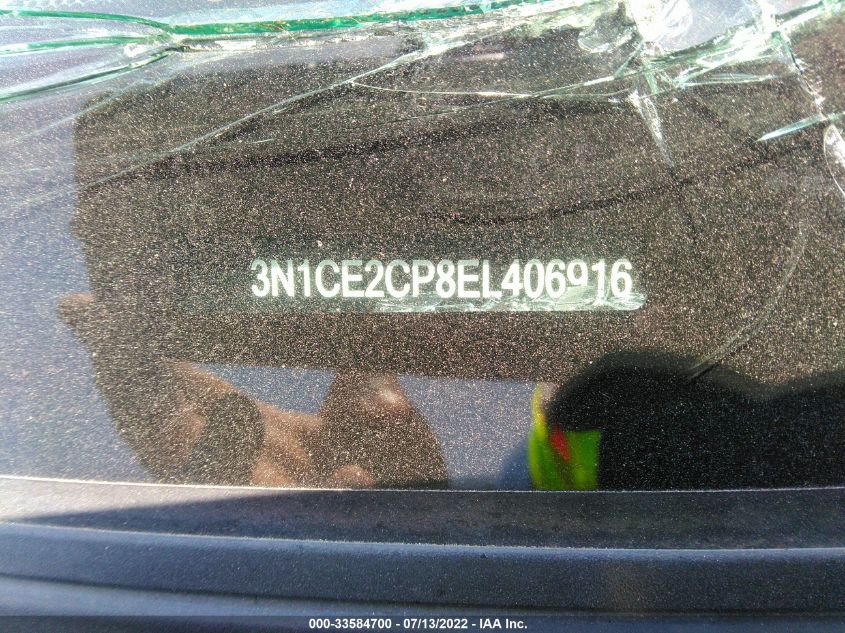 3N1CE2CP8EL406916
000-33584700 - 07/13/2022 - IAA Inc.